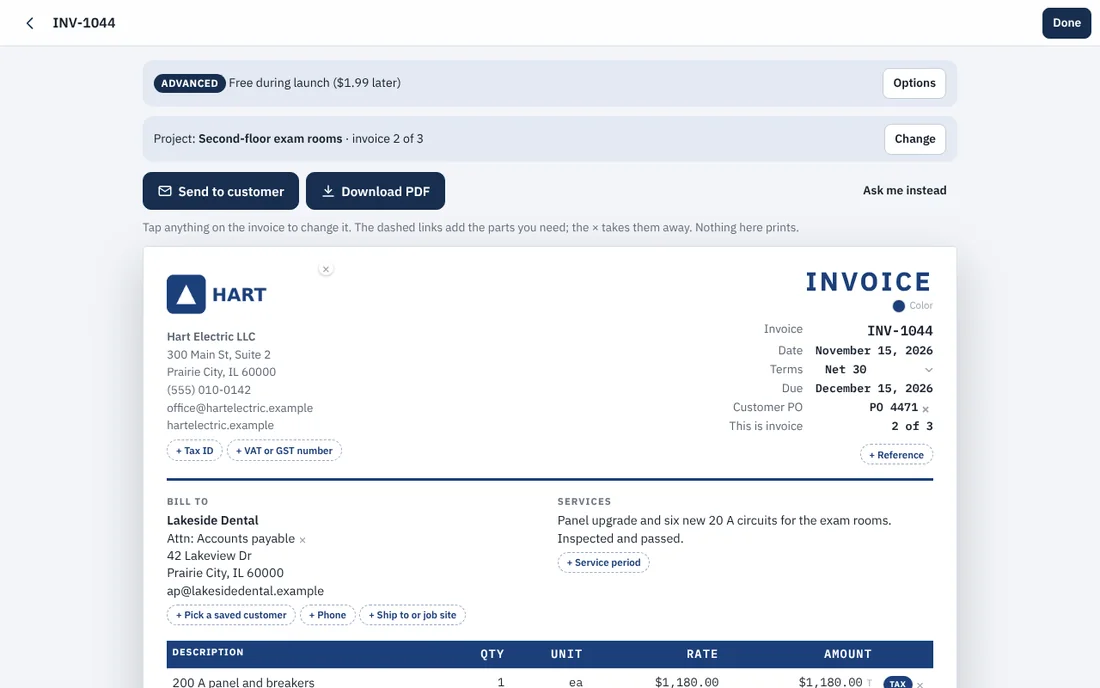 INV-1044
Done
ADVANCED Free during launch ($1.99 later)
Options
Project: Second-floor exam rooms · invoice 2 of 3
Change
Send to customer
Download PDF
Ask me instead
Tap anything on the invoice to change it. The dashed links add the parts you need; the × takes them away. Nothing here prints.
×
HART
INVOICE
Color
Hart Electric LLC
300 Main St, Suite 2
Prairie City, IL 60000
(555) 010-0142
office@hartelectric.example
hartelectric.example
+ Tax ID
+ VAT or GST number
Invoice INV-1044
Date November 15, 2026
Terms Net 30
Due December 15, 2026
Customer PO PO 4471 ×
This is invoice 2 of 3
+ Reference
BILL TO
Lakeside Dental
Attn: Accounts payable ×
42 Lakeview Dr
Prairie City, IL 60000
ap@lakesidedental.example
+ Pick a saved customer
+ Phone
+ Ship to or job site
SERVICES
Panel upgrade and six new 20 A circuits for the exam rooms.
Inspected and passed.
+ Service period
DESCRIPTION QTY UNIT RATE AMOUNT
200 A panel and breakers 1 ea $1,180.00 $1,180.00 T TAX ×